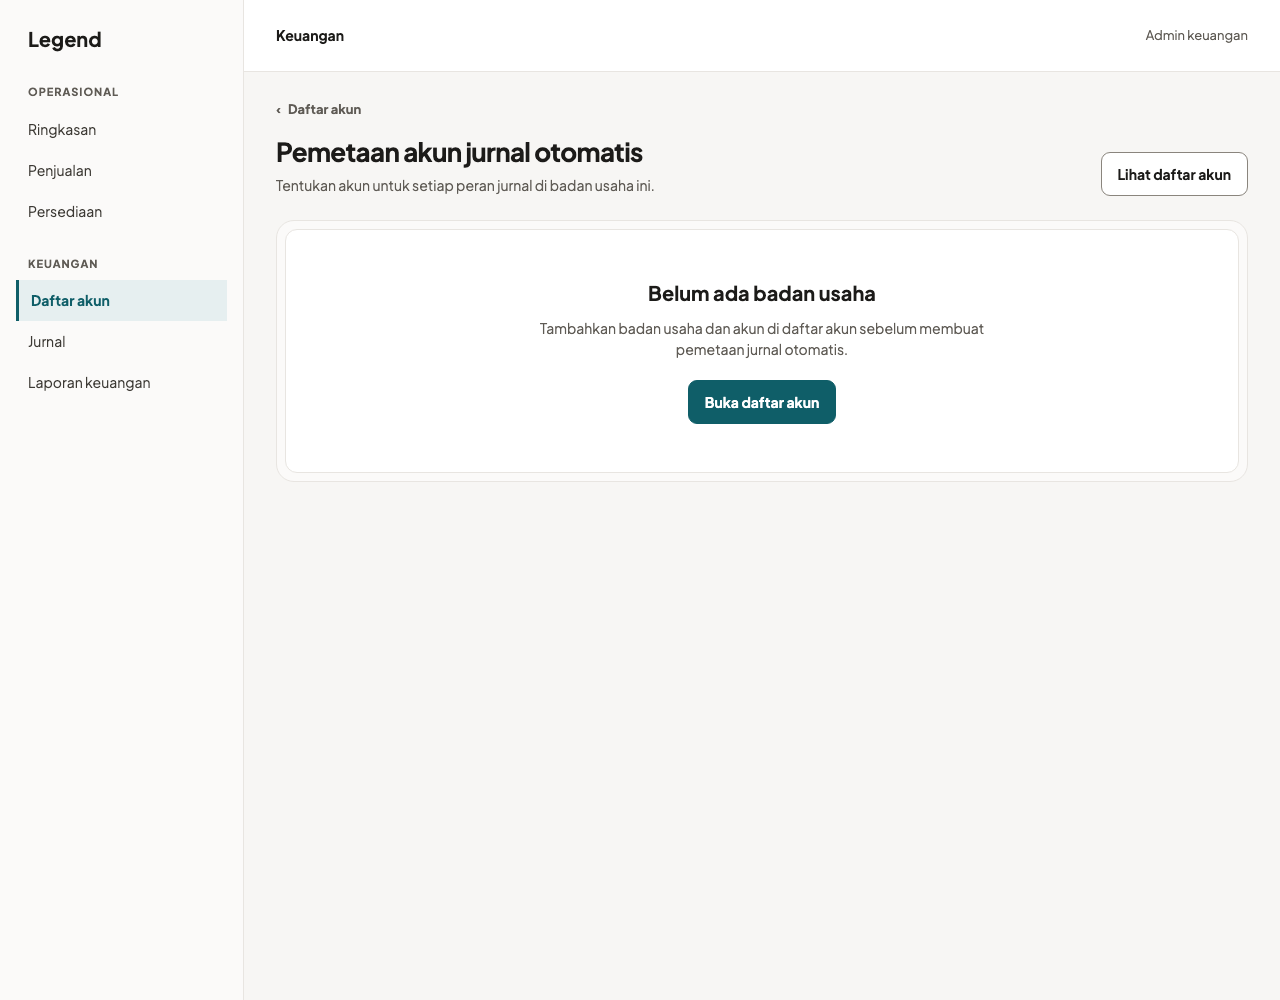 Legend
OPERASIONAL
Ringkasan
Penjualan
Persediaan
KEUANGAN
Daftar akun
Jurnal
Laporan keuangan
Keuangan
Admin keuangan
‹ Daftar akun
Pemetaan akun jurnal otomatis
Tentukan akun untuk setiap peran jurnal di badan usaha ini.
Lihat daftar akun
Belum ada badan usaha
Tambahkan badan usaha dan akun di daftar akun sebelum membuat
pemetaan jurnal otomatis.
Buka daftar akun